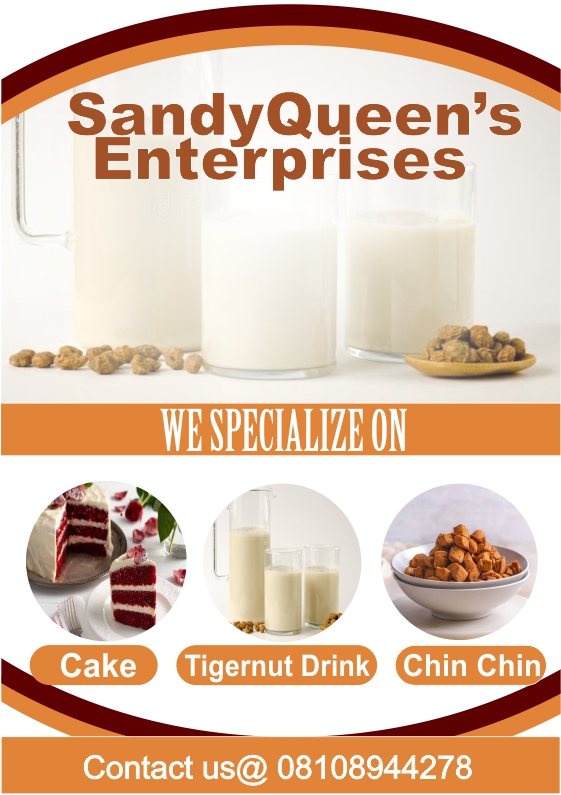 SandyQueen's
Enterprises
WE SPECIALIZE ON
Cake
Tigernut Drink
Chin Chin
Contact us@ 08108944278